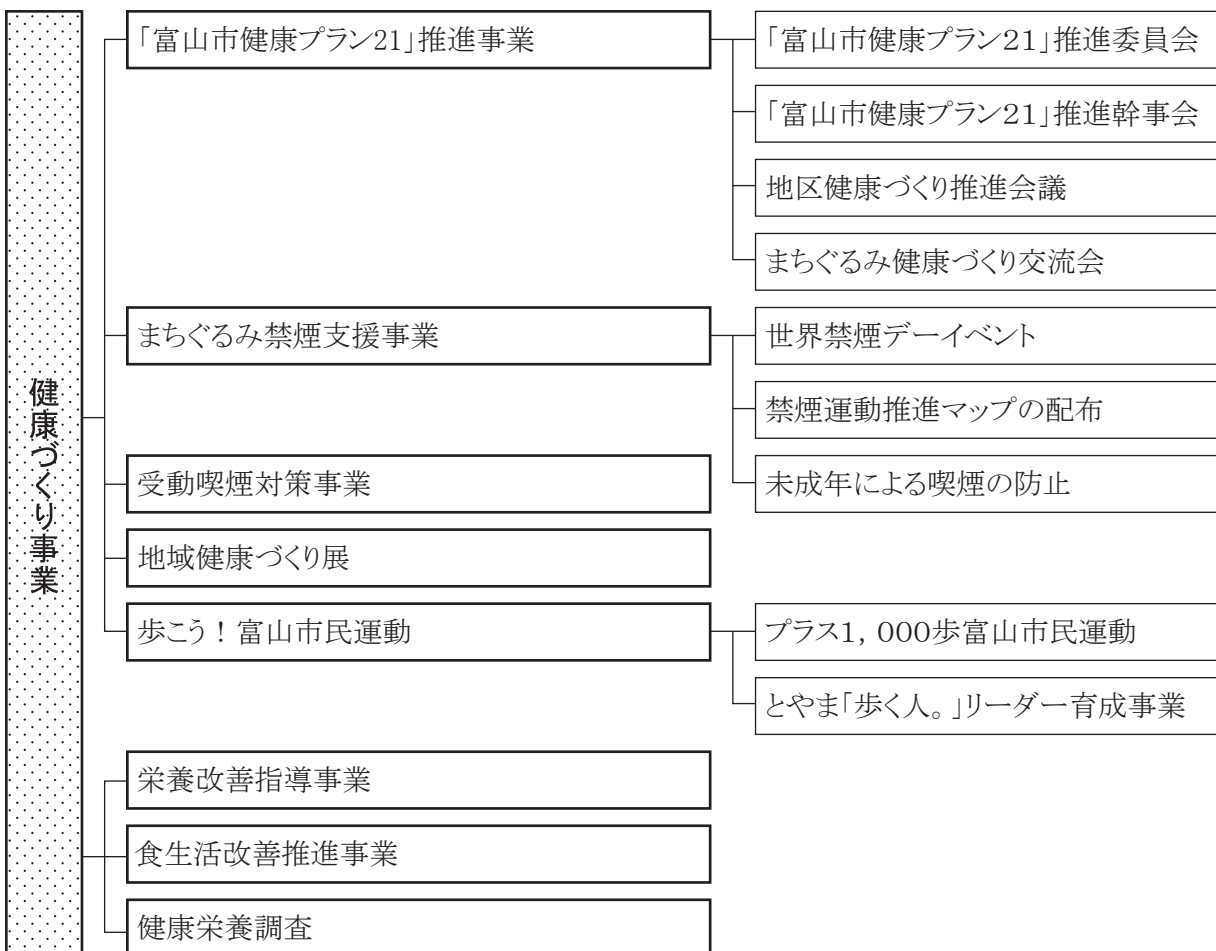 健康づくり事業
「富山市健康プラン21」推進事業
「富山市健康プラン21」推進委員会
「富山市健康プラン21」推進幹事会
地区健康づくり推進会議
まちぐるみ健康づくり交流会
まちぐるみ禁煙支援事業
世界禁煙デーイベント
禁煙運動推進マップの配布
未成年による喫煙の防止
受動喫煙対策事業
地域健康づくり展
歩こう！富山市民運動
プラス1，000歩富山市民運動
とやま「歩く人。」リーダー育成事業
栄養改善指導事業
食生活改善推進事業
健康栄養調査